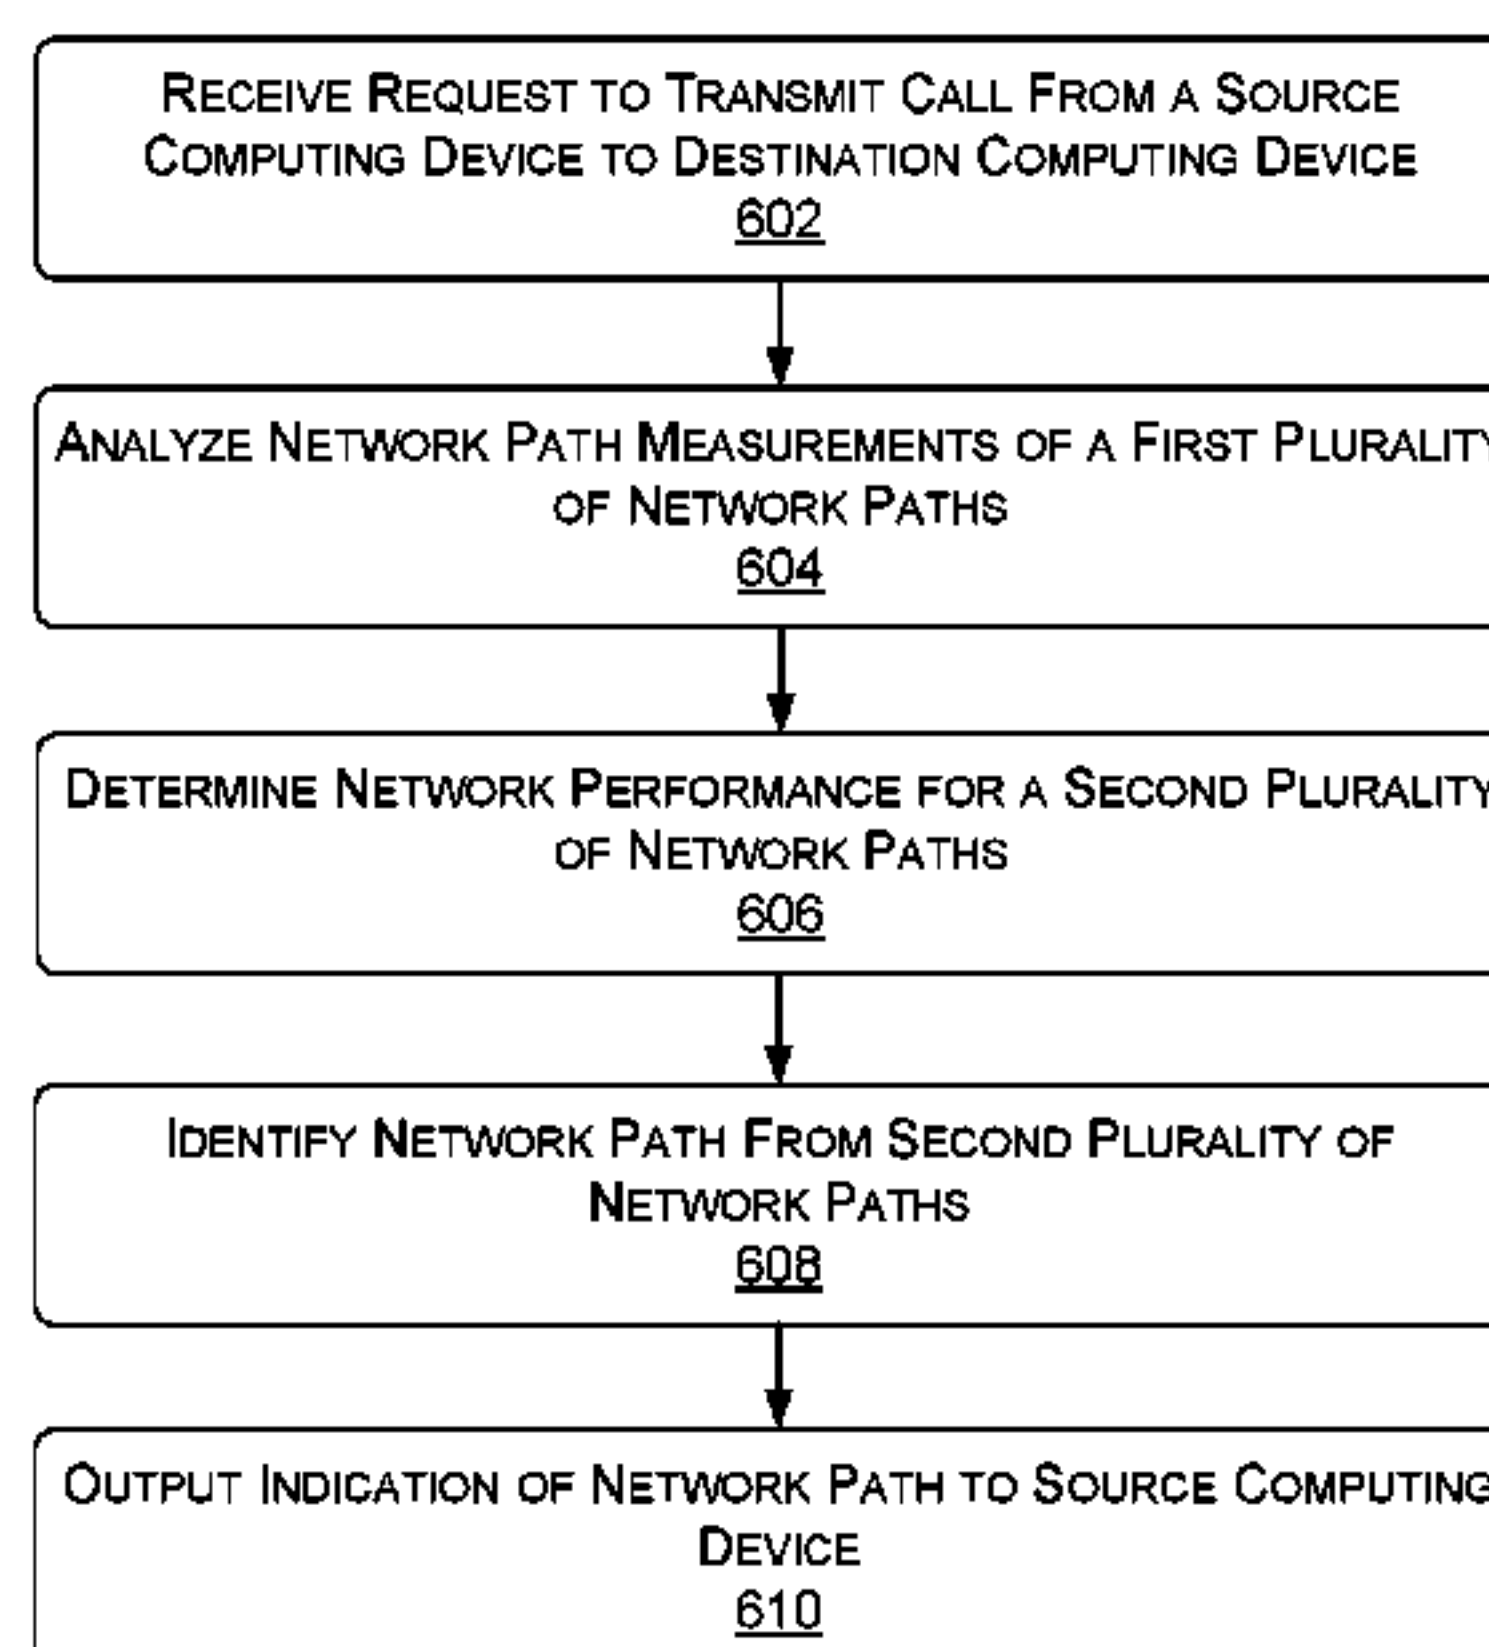 RECEIVE REQUEST TO TRANSMIT CALL FROM A SOURCE
COMPUTING DEVICE TO DESTINATION COMPUTING DEVICE
602
ANALYZE NETWORK PATH MEASUREMENTS OF A FIRST PLURALITY
OF NETWORK PATHS
604
DETERMINE NETWORK PERFORMANCE FOR A SECOND PLURALITY
OF NETWORK PATHS
606
IDENTIFY NETWORK PATH FROM SECOND PLURALITY OF
NETWORK PATHS
608
OUTPUT INDICATION OF NETWORK PATH TO SOURCE COMPUTING
DEVICE
610